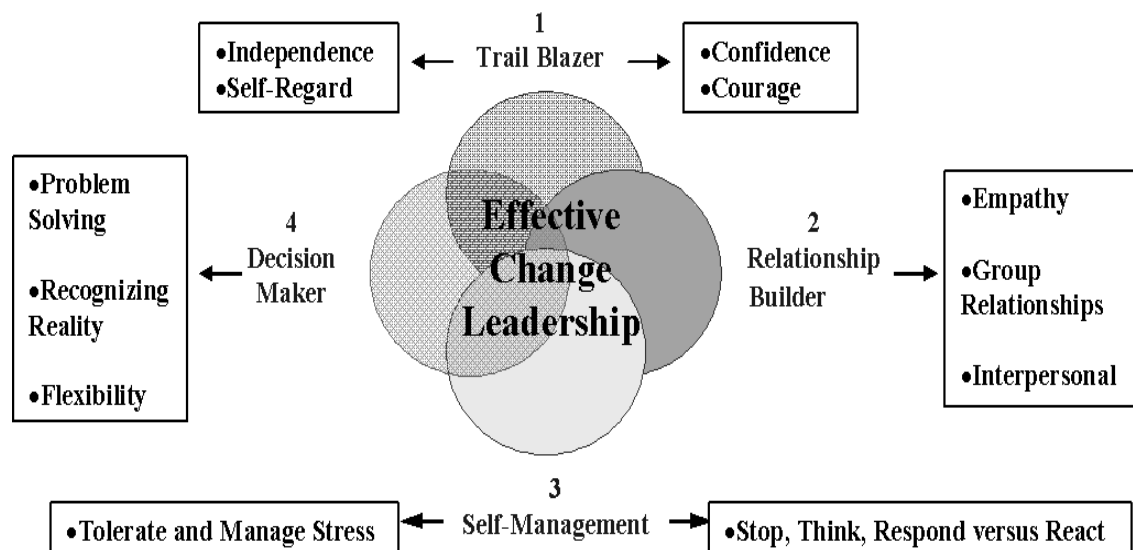 1
Trail Blazer
•Independence
•Self-Regard
•Confidence
•Courage
Effective
Change
Leadership
2
Relationship
Builder
•Empathy
•Group
Relationships
•Interpersonal
3
Self-Management
•Tolerate and Manage Stress
•Stop, Think, Respond versus React
4
Decision
Maker
•Problem
Solving
•Recognizing
Reality
•Flexibility